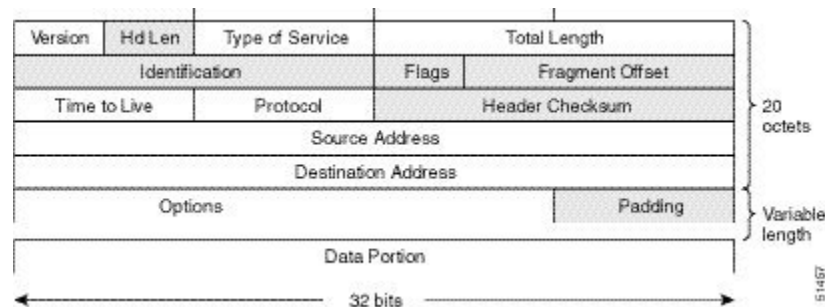 Version Hd Len Type of Service Total Length
Identification Flags Fragment Offset
Time to Live Protocol Header Checksum
20
octets
Source Address
Destination Address
Options Padding
Variable
length
Data Portion
32 bits
51457